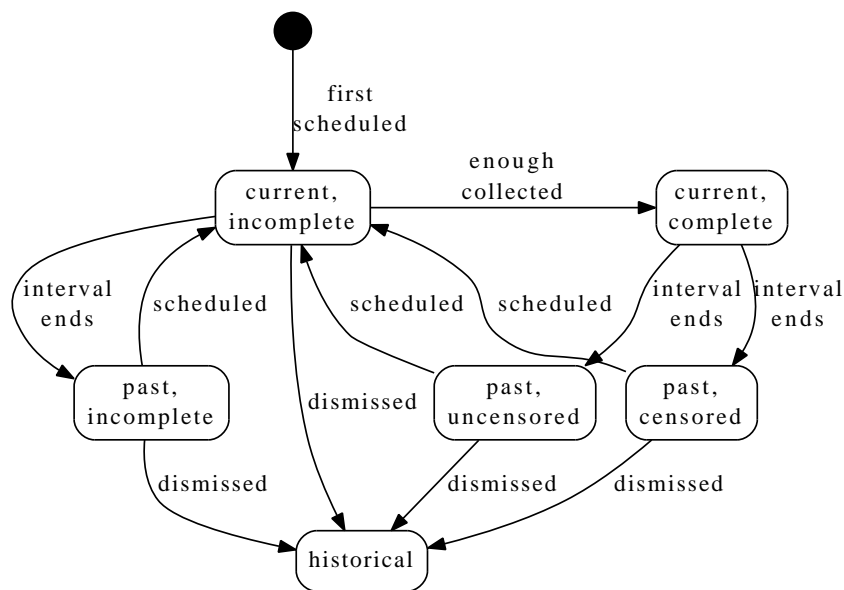 first
scheduled
enough
collected
current,
incomplete
current,
complete
interval
ends
scheduled
scheduled
scheduled
interval
ends
interval
ends
past,
incomplete
dismissed
past,
uncensored
past,
censored
dismissed
dismissed
dismissed
historical